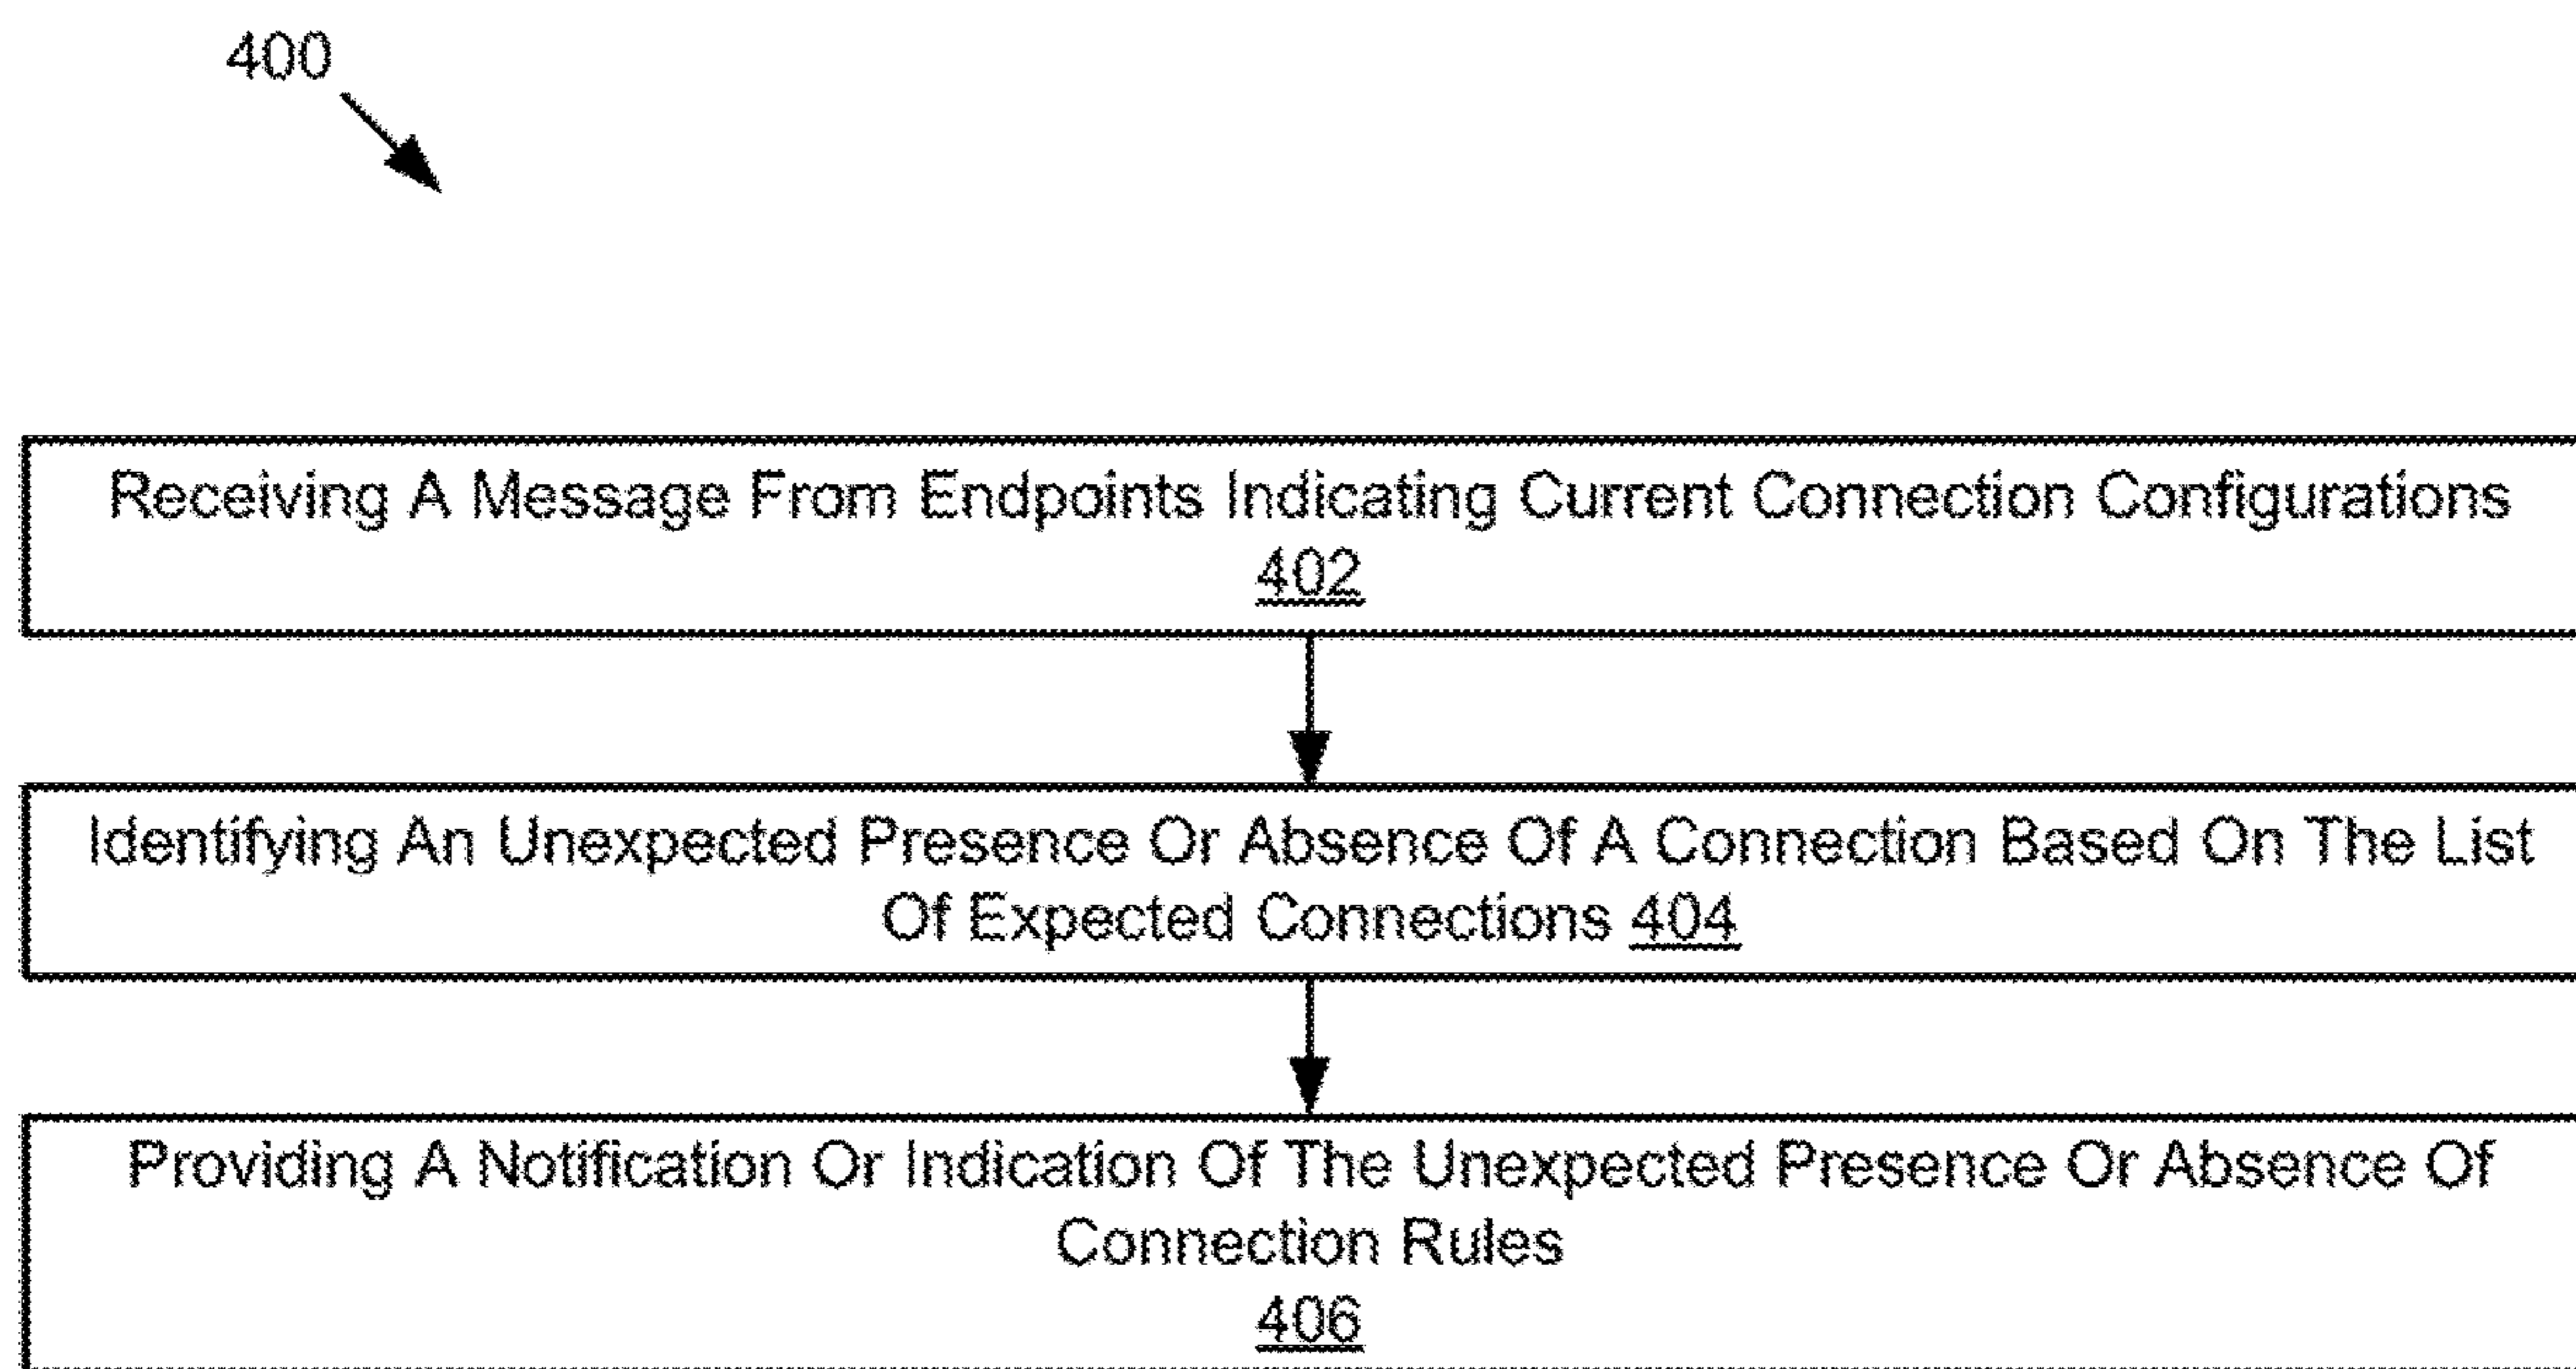 400
Receiving A Message From Endpoints Indicating Current Connection Configurations
402
Identifying An Unexpected Presence Or Absence Of A Connection Based On The List
Of Expected Connections 404
Providing A Notification Or Indication Of The Unexpected Presence Or Absence Of
Connection Rules
406